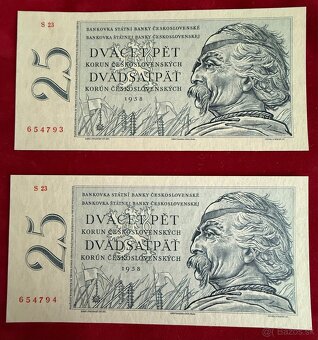 S 23
BANKOVKA STÁTNÍ BANKY ČESKOSLOVENSKÉ
BANKOVKA ŠTÁTNEJ BANKY ČESKOSLOVENSKEJ
25
DVACET PĚT
KORUN ČESKOSLOVENSKÝCH
DVADSAŤPÄŤ
KORÚN ČESKOSLOVENSKÝCH
1958
654793
S 23
BANKOVKA STÁTNÍ BANKY ČESKOSLOVENSKÉ
BANKOVKA ŠTÁTNEJ BANKY ČESKOSLOVENSKEJ
25
DVACET PĚT
KORUN ČESKOSLOVENSKÝCH
DVADSAŤPÄŤ
KORÚN ČESKOSLOVENSKÝCH
1958
654794